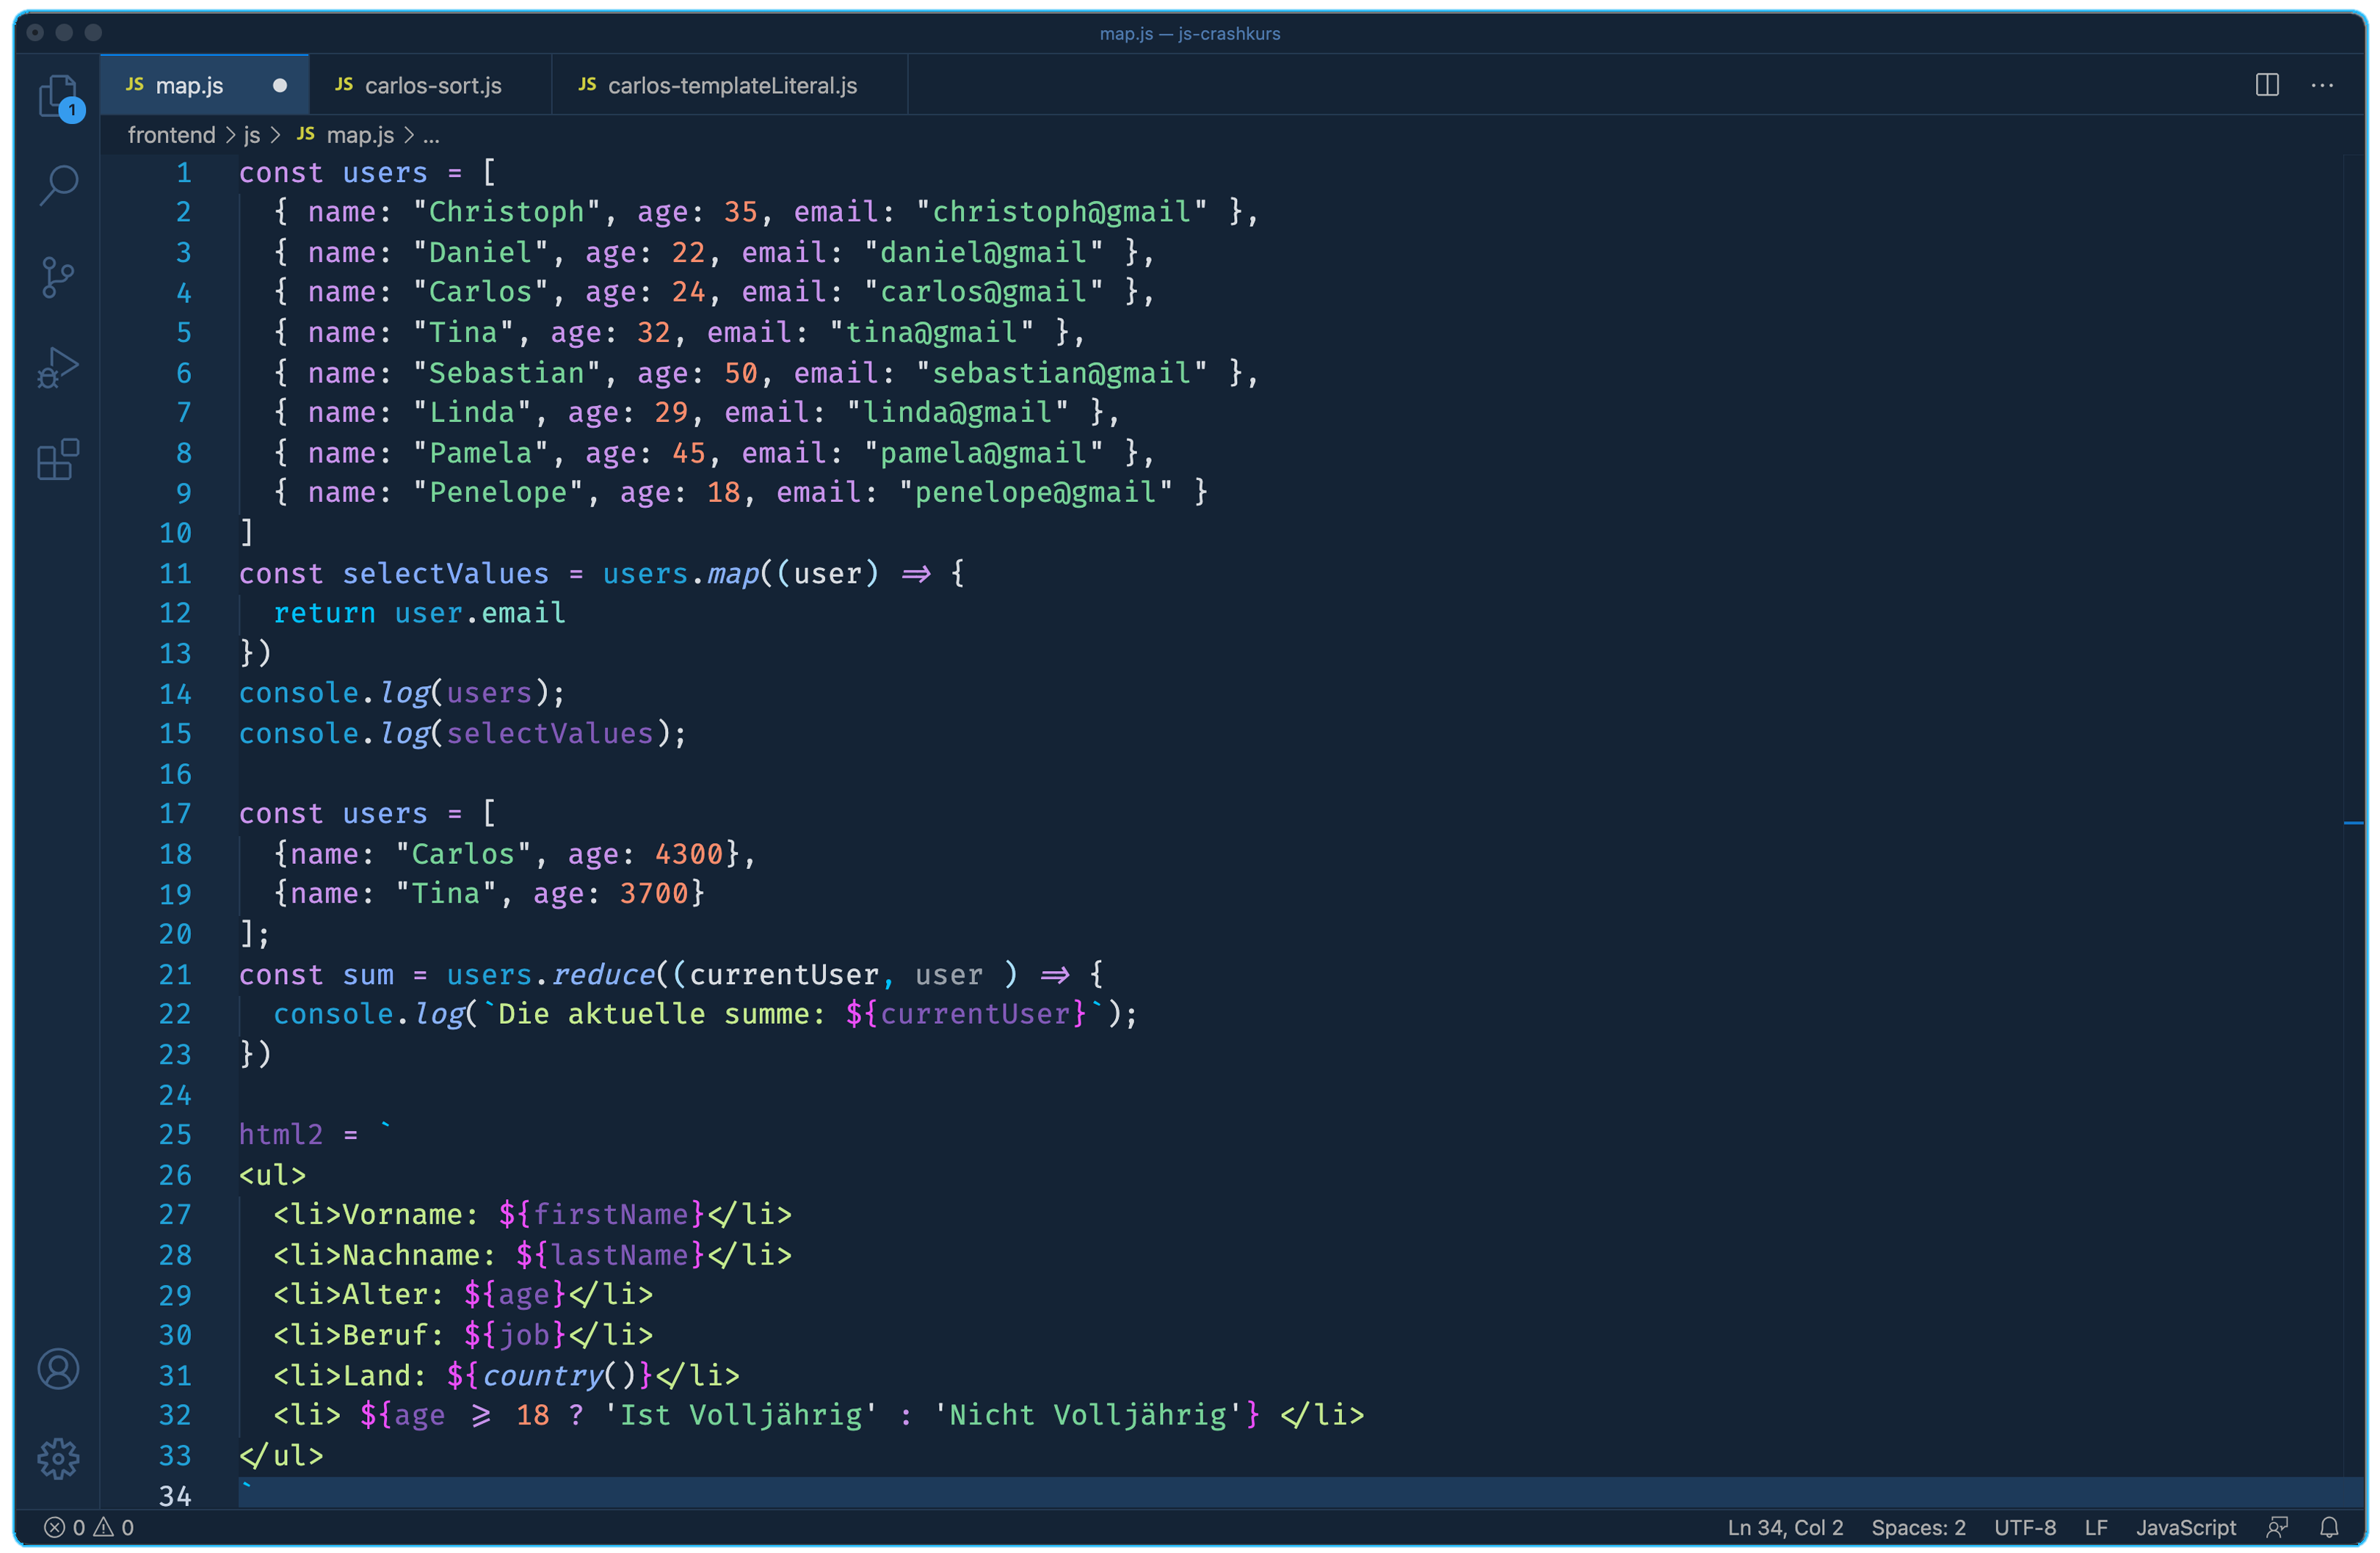 map.js — js-crashkurs
JS map.js JS carlos-sort.js JS carlos-templateLiteral.js ...
1
frontend > js > JS map.js > ...
1 const users = [
2   { name: "Christoph", age: 35, email: "christoph@gmail" },
3   { name: "Daniel", age: 22, email: "daniel@gmail" },
4   { name: "Carlos", age: 24, email: "carlos@gmail" },
5   { name: "Tina", age: 32, email: "tina@gmail" },
6   { name: "Sebastian", age: 50, email: "sebastian@gmail" },
7   { name: "Linda", age: 29, email: "linda@gmail" },
8   { name: "Pamela", age: 45, email: "pamela@gmail" },
9   { name: "Penelope", age: 18, email: "penelope@gmail" }
10 ]
11 const selectValues = users.map((user) => {
12   return user.email
13 })
14 console.log(users);
15 console.log(selectValues);
16
17 const users = [
18   {name: "Carlos", age: 4300},
19   {name: "Tina", age: 3700}
20 ];
21 const sum = users.reduce((currentUser, user ) => {
22   console.log(`Die aktuelle summe: ${currentUser}`);
23 })
24
25 html2 = `
26 <ul>
27   <li>Vorname: ${firstName}</li>
28   <li>Nachname: ${lastName}</li>
29   <li>Alter: ${age}</li>
30   <li>Beruf: ${job}</li>
31   <li>Land: ${country()}</li>
32   <li> ${age >= 18 ? 'Ist Volljährig' : 'Nicht Volljährig'} </li>
33 </ul>
34 `
0 0 Ln 34, Col 2 Spaces: 2 UTF-8 LF JavaScript